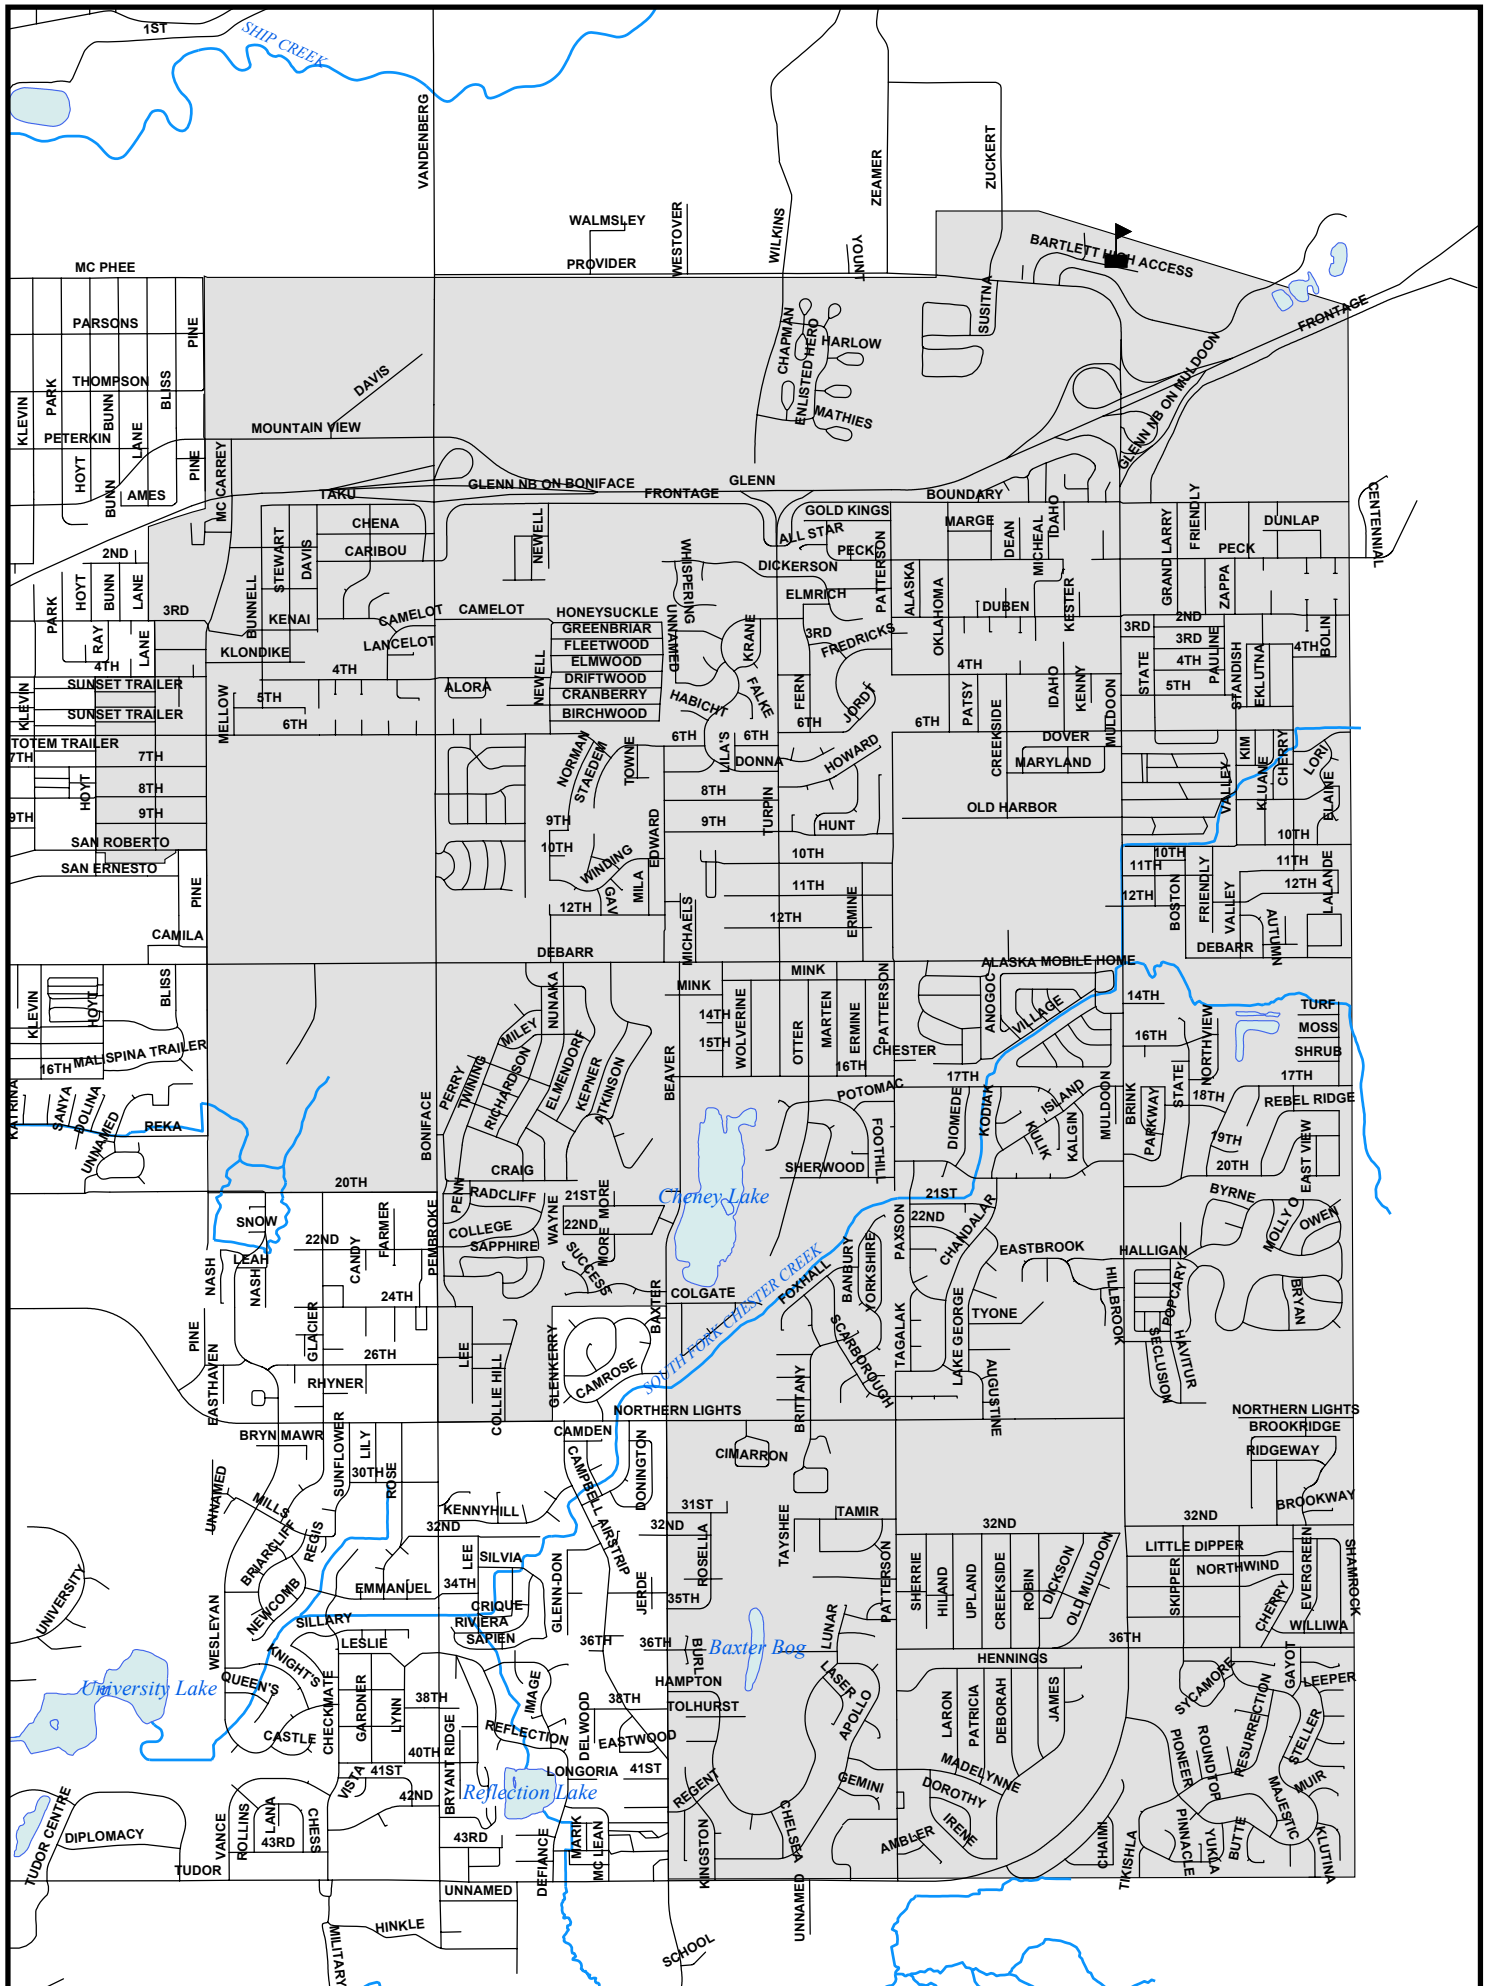 1ST
SHIP CREEK
VANDENBERG
ZEAMER
ZUCKERT
WALMSLEY
WESTOVER
WILKINS
YOUNT
BARTLETT HIGH ACCESS
MC PHEE
PROVIDER
SUSITNA
FRONTAGE
PARSONS
PINE
CHAPMAN
ENLISTED HERO
HARLOW
THOMPSON
PARK
BUNN
BLISS
DAVIS
MATHIES
GLENN NB ON MULDOON
KLEVIN
PETERKIN
LANE
MOUNTAIN VIEW
HOYT
PINE
MC CARREY
BUNN
AMES
TAKU
GLENN NB ON BONIFACE
FRONTAGE
GLENN
BOUNDARY
CENTENNIAL
CHENA
CARIBOU
NEWELL
GOLD KINGS
ALL STAR
PECK
MARGE
DEAN
MICHEAL
IDAHO
GRAND LARRY
FRIENDLY
DUNLAP
PECK
2ND
HOYT
BUNN
LANE
STEWART
DAVIS
WHISPERING
DICKERSON
PATTERSON
ALASKA
OKLAHOMA
ZAPPA
PARK
3RD
BUNNELL
KENAI
CAMELOT
CAMELOT
HONEYSUCKLE
ELMRICH
DUBEN
KESTER
2ND
RAY
LANE
4TH
KLONDIKE
LANCELOT
GREENBRIAR
FLEETWOOD
ELMWOOD
UNNAMED
KRANE
3RD
FREDRICKS
3RD
3RD
4TH
PAULINE
STANDISH
EKLUTNA
4TH
BOLIN
SUNSET TRAILER
4TH
ALORA
NEWELL
DRIFTWOOD
CRANBERRY
BIRCHWOOD
HABICHT
FALKE
FERN
JORDT
4TH
PATSY
IDAHO
KENNY
STATE
5TH
KLEVIN
SUNSET TRAILER
MELLOW
5TH
6TH
6TH
6TH
6TH
6TH
MULDOON
TOTEM TRAILER
7TH
7TH
NORMAN
STAEDEM
TOWNE
LILA'S
DONNA
HOWARD
CREEKSIDE
DOVER
MARYLAND
KIM
CHERRY
LORI
HOYT
8TH
8TH
VALLEY
KLUANE
ELAINE
9TH
9TH
9TH
EDWARD
9TH
TURPIN
HUNT
OLD HARBOR
10TH
SAN ROBERTO
10TH
10TH
10TH
SAN ERNESTO
WINDING
11TH
11TH
PINE
GAV
MILA
11TH
12TH
12TH
LALANDE
12TH
MICHAELS
12TH
ERMINE
BOSTON
FRIENDLY
VALLEY
AUTUMN
CAMILA
DEBARR
DEBARR
MINK
ALASKA MOBILE HOME
KLEVIN
HOYT
BLISS
NUNAKA
MINK
14TH
15TH
WOLVERINE
OTTER
MARTEN
ERMINE
PATTERSON
ANOGOC
VILLAGE
14TH
TURF
MOSS
SHRUB
16TH
MALISPINA TRAILER
MILEY
16TH
CHESTER
16TH
NORTHVIEW
KATRINA
SANYA
DOLINA
UNNAMED
REKA
BONIFACE
PERRY
TWINING
RICHARDSON
ELMENDORF
KEPNER
ATKINSON
BEAVER
POTOMAC
17TH
17TH
DIOMEDE
KODIAK
ISLAND
KULIK
KALGIN
MULDOON
BRINK
PARKWAY
STATE
18TH
REBEL RIDGE
19TH
EAST VIEW
CRAIG
SHERWOOD
FOOTHILL
20TH
20TH
PENN
RADCLIFF
21ST
MORE MORE
Cheney Lake
21ST
22ND
BYRNE
SNOW
22ND
FARMER
COLLEGE
WAYNE
22ND
CHANDALAR
MOLLY O
OWEN
LEAH
NASH
NASH
CANDY
PEMBROKE
SAPPHIRE
SUCCESS
BANBURY
YORKSHIRE
PAXSON
EASTBROOK
HALLIGAN
24TH
BAXTER
COLGATE
FOXHALL
TYONE
HILLBROOK
POPCARY
BRYAN
PINE
GLACIER
26TH
LEE
GLENKERRY
SOUTH FORK CHESTER CREEK
SCARBOROUGH
TAGALAK
LAKE GEORGE
SECLUSION
HAVITUR
EASTHAVEN
RHYNER
COLLIE HILL
CAMROSE
BRITTANY
AUGUSTINE
NORTHERN LIGHTS
NORTHERN LIGHTS
BRYN MAWR
SUNFLOWER
LILY
CAMDEN
CIMARRON
BROOKRIDGE
RIDGEWAY
UNNAMED
30TH
ROSE
CAMPBELL AIRSTRIP
DONINGTON
MILLS
KENNYHILL
31ST
TAMIR
BROOKWAY
32ND
32ND
TAYSHEE
32ND
32ND
REGIS
BRIARCLIFF
LEE
SILVIA
ROSELLA
LITTLE DIPPER
NORTHWIND
UNIVERSITY
NEWCOMB
EMMANUEL
34TH
GLENN-DON
JERDE
35TH
PATTERSON
SHERRIE
HILAND
UPLAND
CREEKSIDE
ROBIN
DICKSON
OLD MULDOON
SKIPPER
CHERRY
EVERGREEN
SHAMROCK
WESLEYAN
SILLARY
CRIQUE
RIVIERA
SAPIEN
36TH
36TH
BURL
LUNAR
36TH
WILLIWA
LESLIE
Baxter Bog
University Lake
QUEEN'S
KNIGHT'S
CHECKMATE
GARDNER
LYNN
38TH
IMAGE
DELWOOD
38TH
HAMPTON
TOLHURST
LASER
APOLLO
HENNINGS
SYCAMORE
GAYOT
LEEPER
CASTLE
REFLECTION
EASTWOOD
LARON
PATRICIA
DEBORAH
JAMES
PIONEER
ROUNDTOP
RESURRECTION
STELLER
40TH
BRYANT RIDGE
VISTA
41ST
42ND
LONGORIA
41ST
Reflection Lake
REGENT
GEMINI
MADELYNNE
DOROTHY
MUIR
TUDOR CENTRE
DIPLOMACY
VANCE
ROLLINS
LANA
43RD
CHESS
43RD
DEFIANCE
MARK
MC LEAN
KINGSTON
CHELSEA
AMBLER
IRENE
CHAIMI
TIKISHLA
PINNACLE
YUKLA
BUTTE
MAJESTIC
KLUTINA
TUDOR
UNNAMED
UNNAMED
MILITARY
HINKLE
SCHOOL